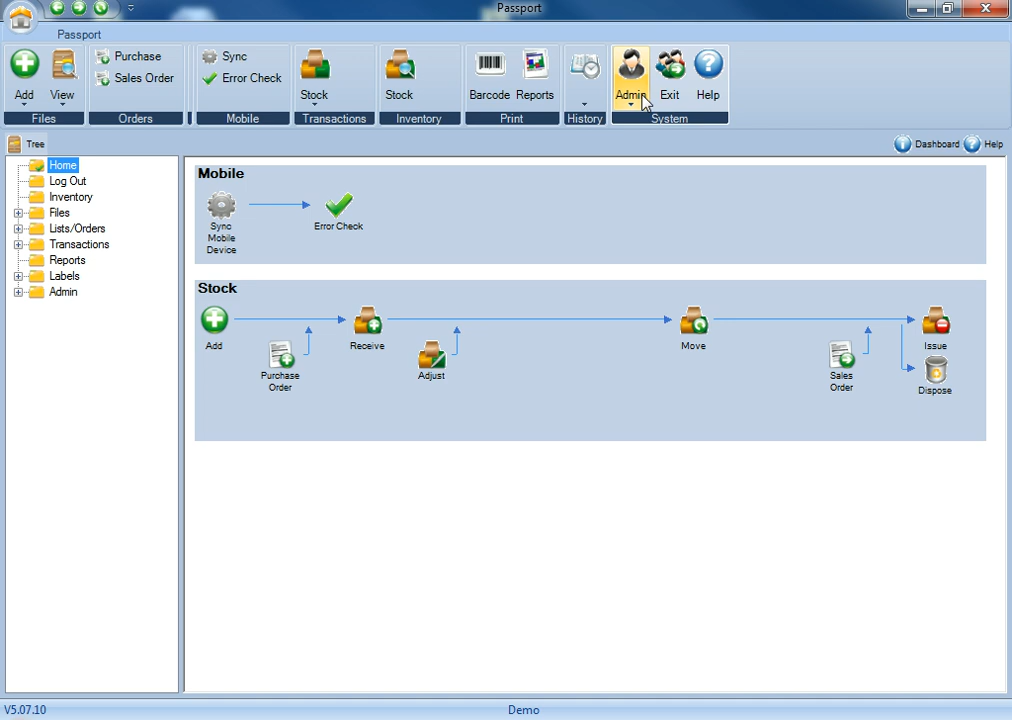 Passport
Passport
Add
View
Files
Purchase
Sales Order
Orders
Sync
Error Check
Mobile
Stock
Transactions
Stock
Inventory
Barcode
Reports
Print
History
Admin
Exit
Help
System
Tree
Dashboard
Help
Home
Log Out
Inventory
Files
Lists/Orders
Transactions
Reports
Labels
Admin
Mobile
Sync
Mobile
Device
Error Check
Stock
Add
Purchase
Order
Receive
Adjust
Move
Sales
Order
Issue
Dispose
V5.07.10
Demo